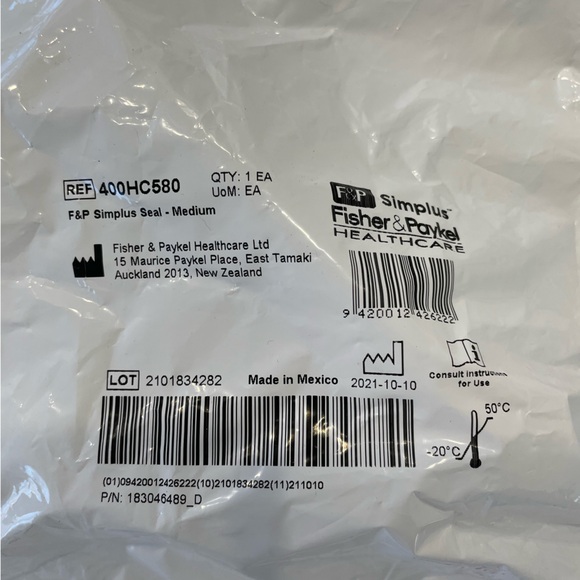 REF 400HC580
QTY: 1 EA
UoM: EA
F&P Simplus Seal - Medium
F&P Simplus™
Fisher & Paykel
HEALTHCARE
Fisher & Paykel Healthcare Ltd
15 Maurice Paykel Place, East Tamaki
Auckland 2013, New Zealand
9 420012 426222
LOT 2101834282
Made in Mexico
2021-10-10
Consult instructions
for Use
50°C
-20°C
(01)09420012426222(10)2101834282(11)211010
P/N: 183046489_D